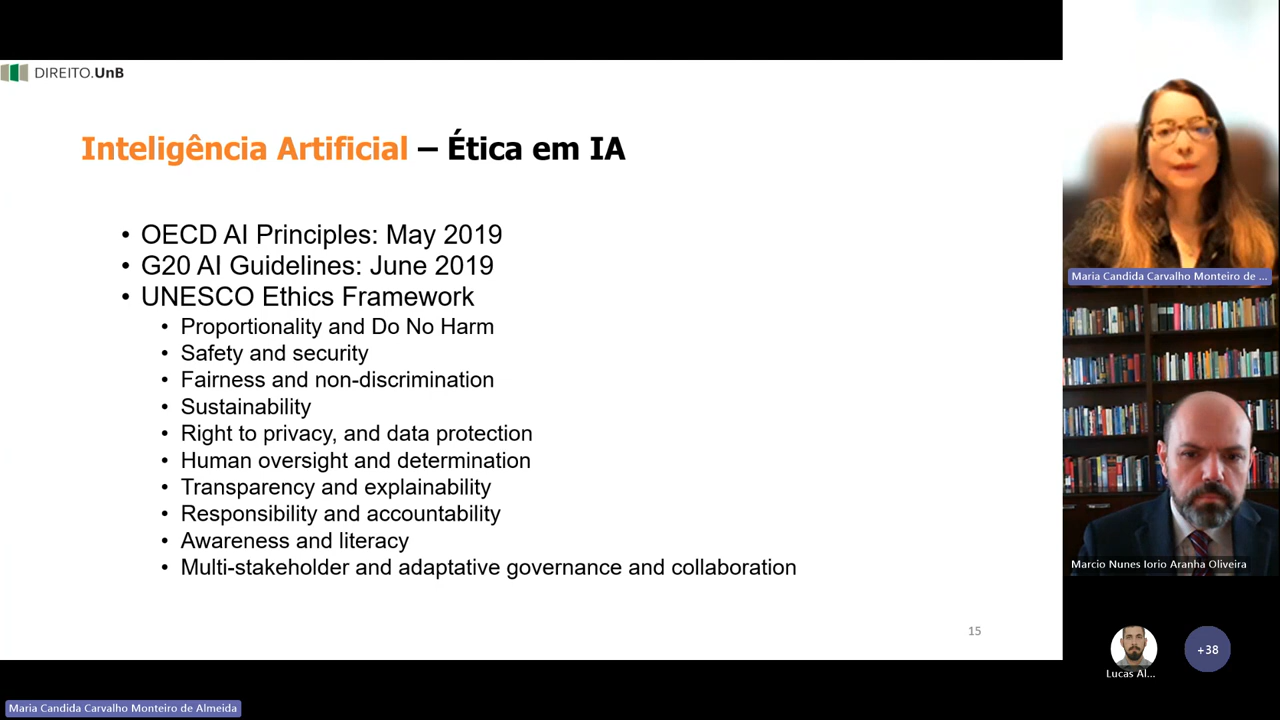 DIREITO.UnB
Inteligência Artificial – Ética em IA
• OECD AI Principles: May 2019
• G20 AI Guidelines: June 2019
• UNESCO Ethics Framework
• Proportionality and Do No Harm
• Safety and security
• Fairness and non-discrimination
• Sustainability
• Right to privacy, and data protection
• Human oversight and determination
• Transparency and explainability
• Responsibility and accountability
• Awareness and literacy
• Multi-stakeholder and adaptative governance and collaboration
15
Maria Candida Carvalho Monteiro de ...
Marcio Nunes Iorio Aranha Oliveira
Lucas Al...
+38
Maria Candida Carvalho Monteiro de Almeida